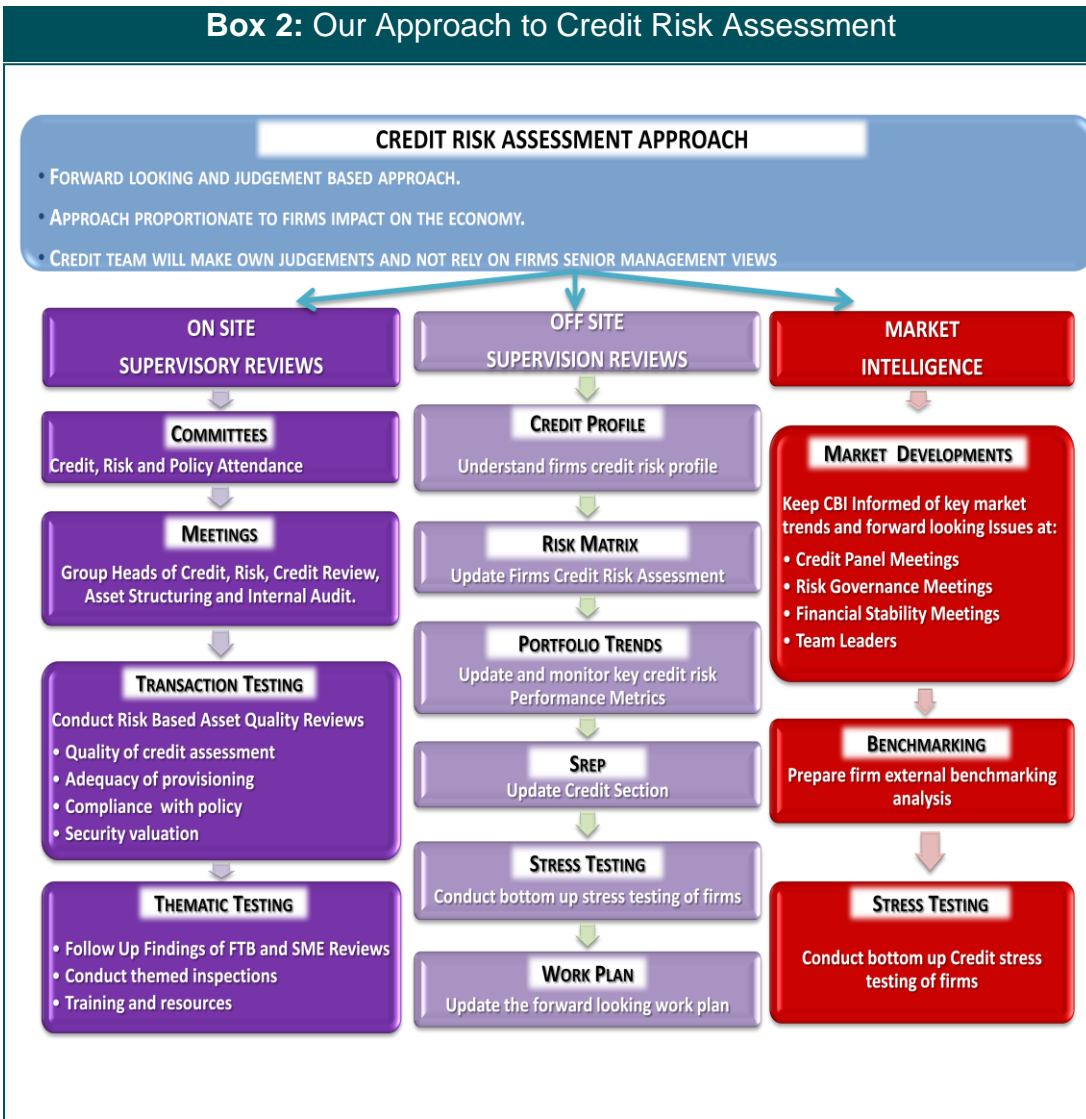 Box 2: Our Approach to Credit Risk Assessment
CREDIT RISK ASSESSMENT APPROACH
• FORWARD LOOKING AND JUDGEMENT BASED APPROACH.
• APPROACH PROPORTIONATE TO FIRMS IMPACT ON THE ECONOMY.
• CREDIT TEAM WILL MAKE OWN JUDGEMENTS AND NOT RELY ON FIRMS SENIOR MANAGEMENT VIEWS
ON SITE
SUPERVISORY REVIEWS
COMMITTEES
Credit, Risk and Policy Attendance
MEETINGS
Group Heads of Credit, Risk, Credit Review,
Asset Structuring and Internal Audit.
TRANSACTION TESTING
Conduct Risk Based Asset Quality Reviews
• Quality of credit assessment
• Adequacy of provisioning
• Compliance with policy
• Security valuation
THEMATIC TESTING
• Follow Up Findings of FTB and SME Reviews
• Conduct themed inspections
• Training and resources
OFF SITE
SUPERVISION REVIEWS
CREDIT PROFILE
Understand firms credit risk profile
RISK MATRIX
Update Firms Credit Risk Assessment
PORTFOLIO TRENDS
Update and monitor key credit risk
Performance Metrics
SREP
Update Credit Section
STRESS TESTING
Conduct bottom up stress testing of firms
WORK PLAN
Update the forward looking work plan
MARKET
INTELLIGENCE
MARKET DEVELOPMENTS
Keep CBI Informed of key market
trends and forward looking Issues at:
• Credit Panel Meetings
• Risk Governance Meetings
• Financial Stability Meetings
• Team Leaders
BENCHMARKING
Prepare firm external benchmarking
analysis
STRESS TESTING
Conduct bottom up Credit stress
testing of firms